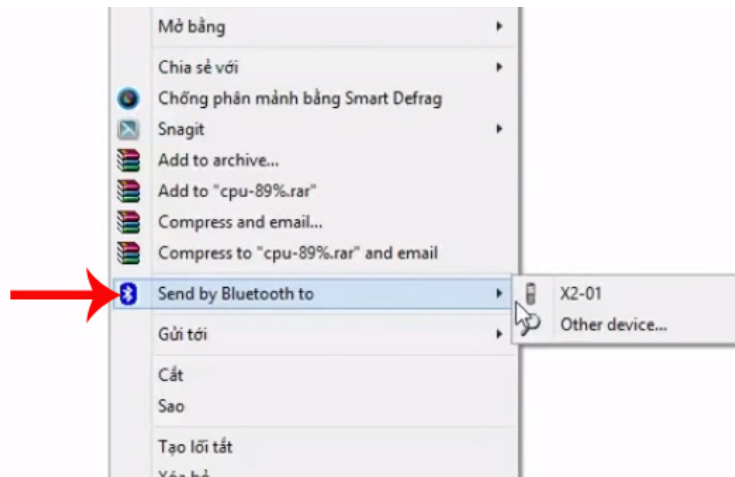 Mở bằng
Chia sẻ với
Chống phân mảnh bằng Smart Defrag
Snagit
Add to archive...
Add to "cpu-89%.rar"
Compress and email...
Compress to "cpu-89%.rar" and email
Send by Bluetooth to
X2-01
Other device...
Gửi tới
Cắt
Sao
Tạo lối tắt